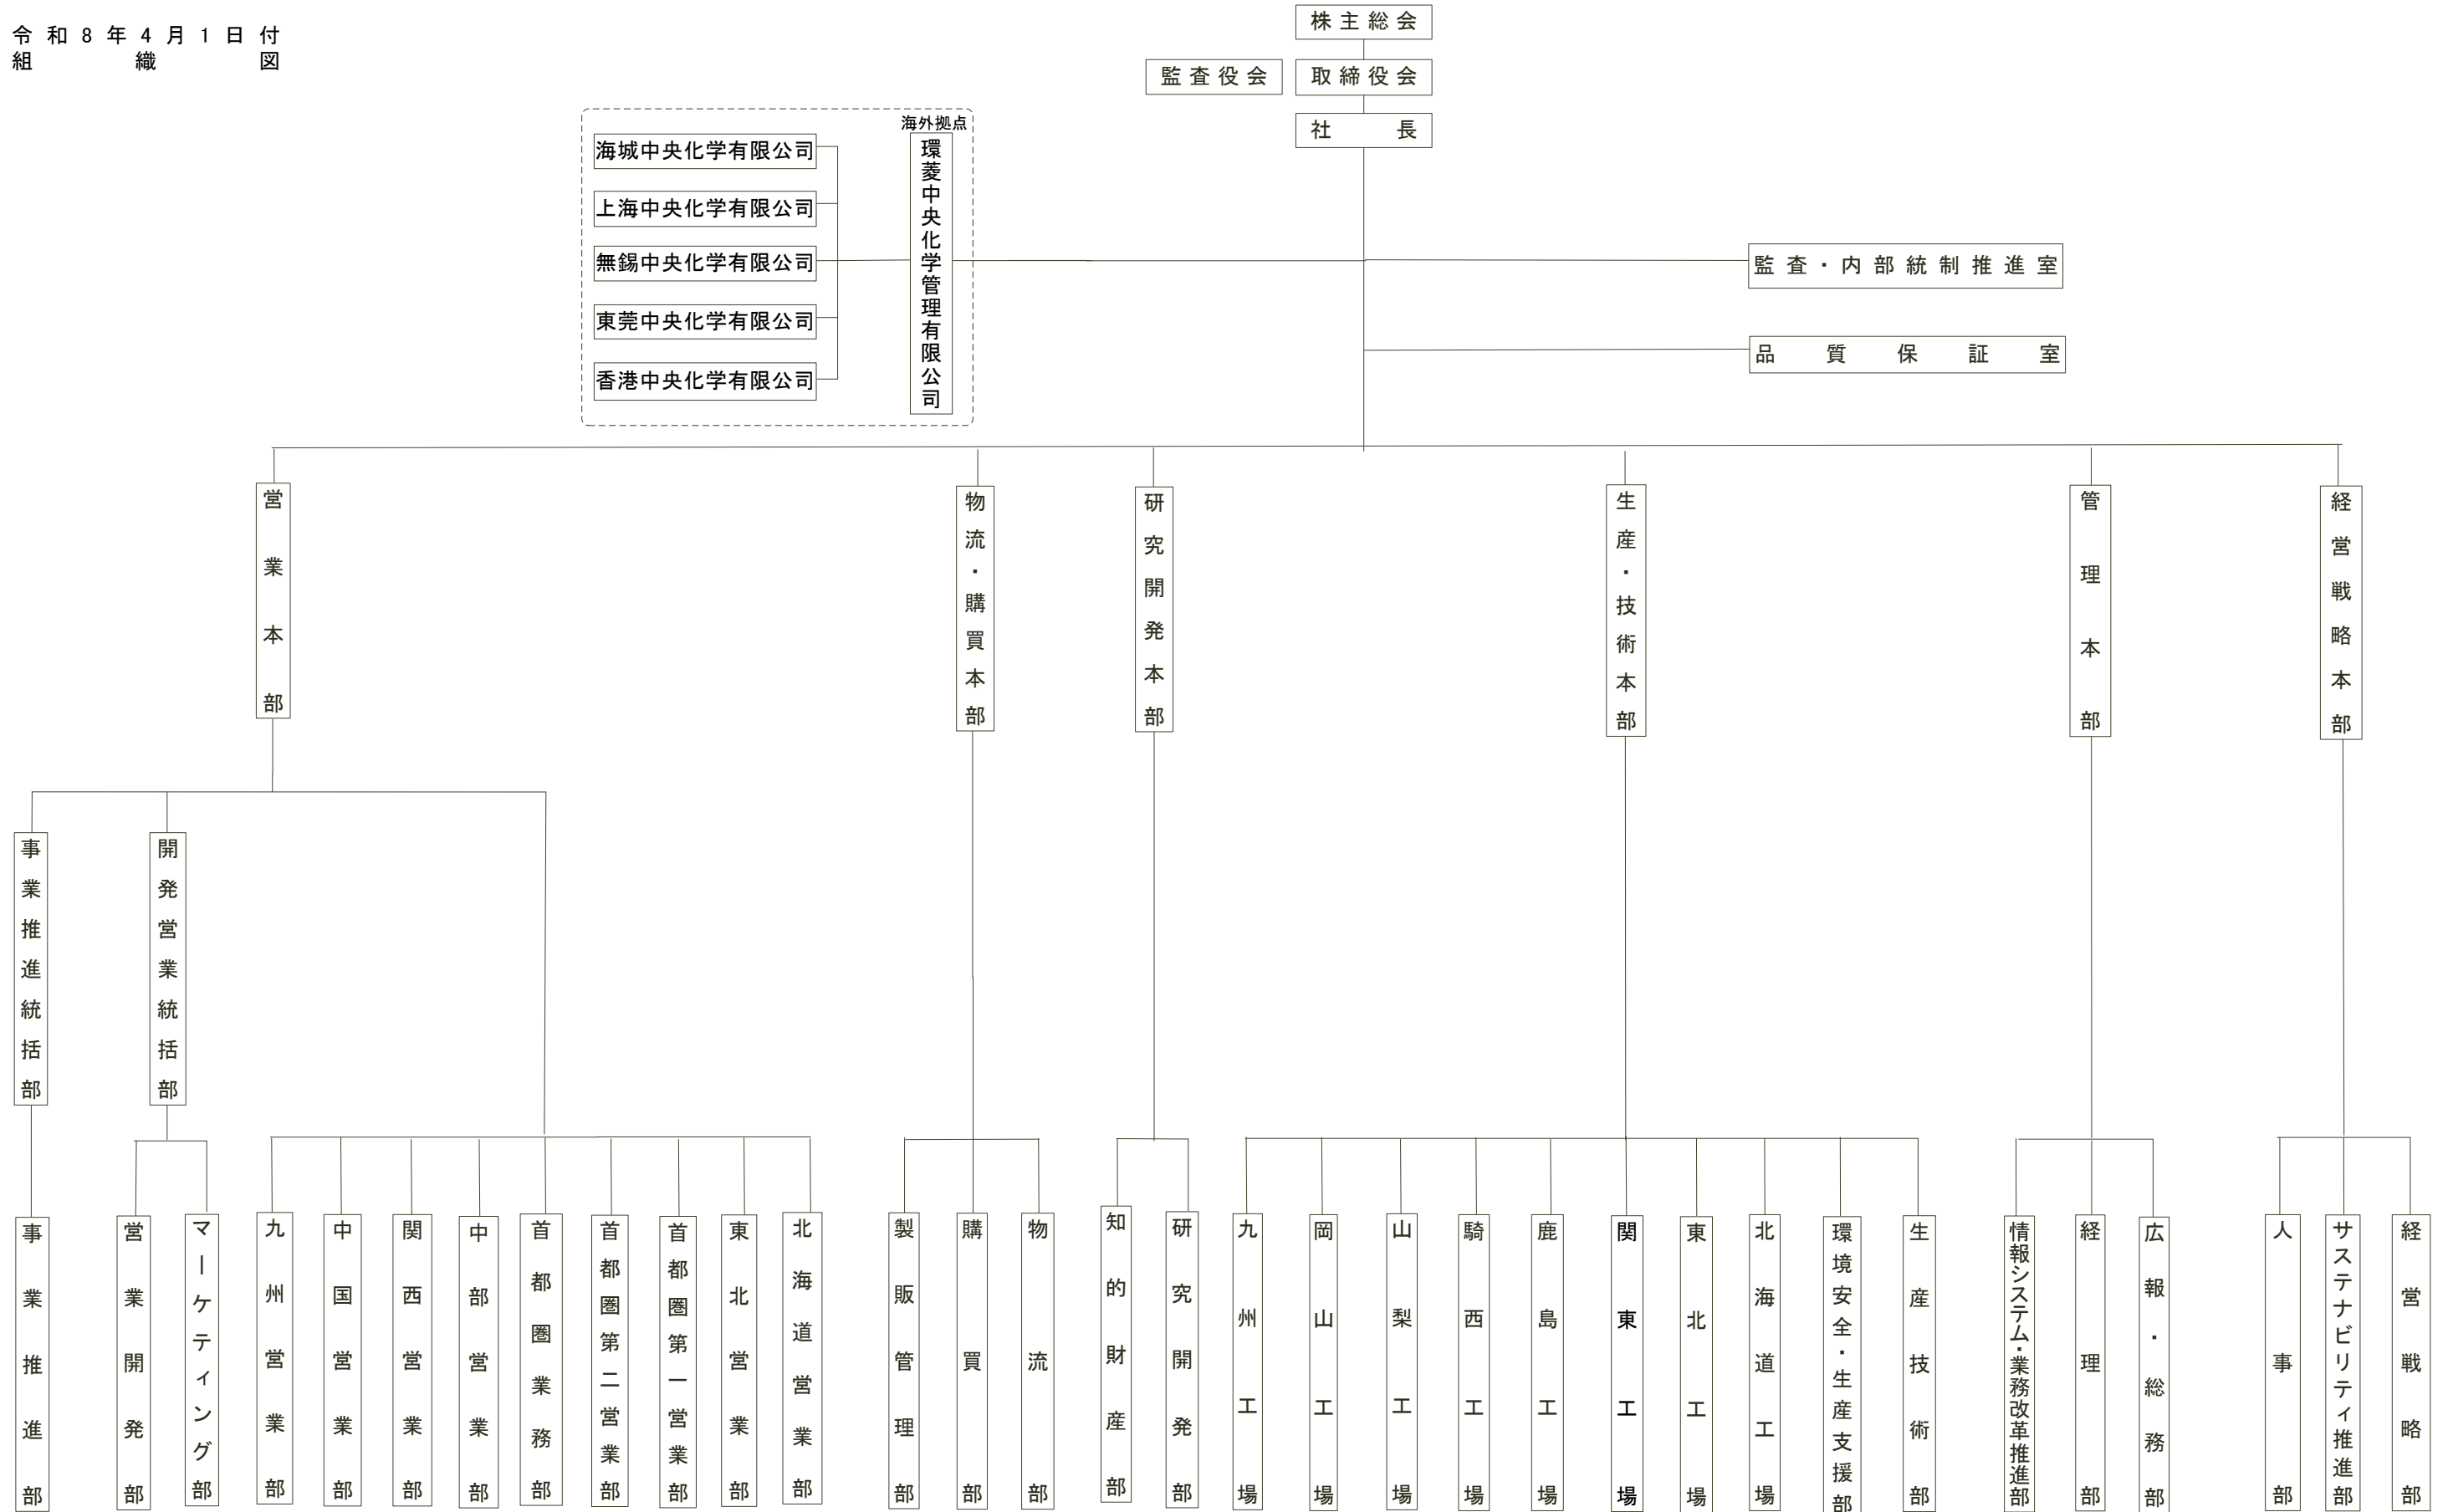 令和8年4月1日付
組織図
株主総会
監査役会
取締役会
社長
海外拠点
環菱中央化学管理有限公司
海城中央化学有限公司
上海中央化学有限公司
無錫中央化学有限公司
東莞中央化学有限公司
香港中央化学有限公司
監査・内部統制推進室
品質保証室
営業本部
物流・購買本部
研究開発本部
生産・技術本部
管理本部
経営戦略本部
事業推進統括部
開発営業統括部
事業推進部
営業開発部
マーケティング部
九州営業部
中国営業部
関西営業部
中部営業部
首都圏業務部
首都圏第二営業部
首都圏第一営業部
東北営業部
北海道営業部
製販管理部
購買部
物流部
知的財産部
研究開発部
九州工場
岡山工場
山梨工場
騎西工場
鹿島工場
関東工場
東北工場
北海道工場
環境安全・生産支援部
生産技術部
情報システム・業務改革推進部
経理部
広報・総務部
人事部
サステナビリティ推進部
経営戦略部